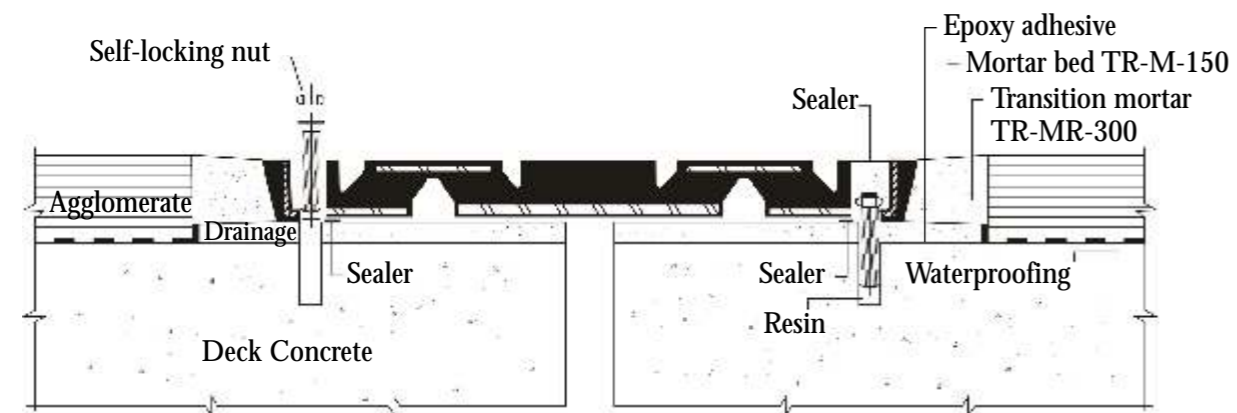 Epoxy adhesive
Self-locking nut
Mortar bed TR-M-150
Sealer
Transition mortar
TR-MR-300
Agglomerate
Drainage
Sealer
Sealer
Waterproofing
Resin
Deck Concrete